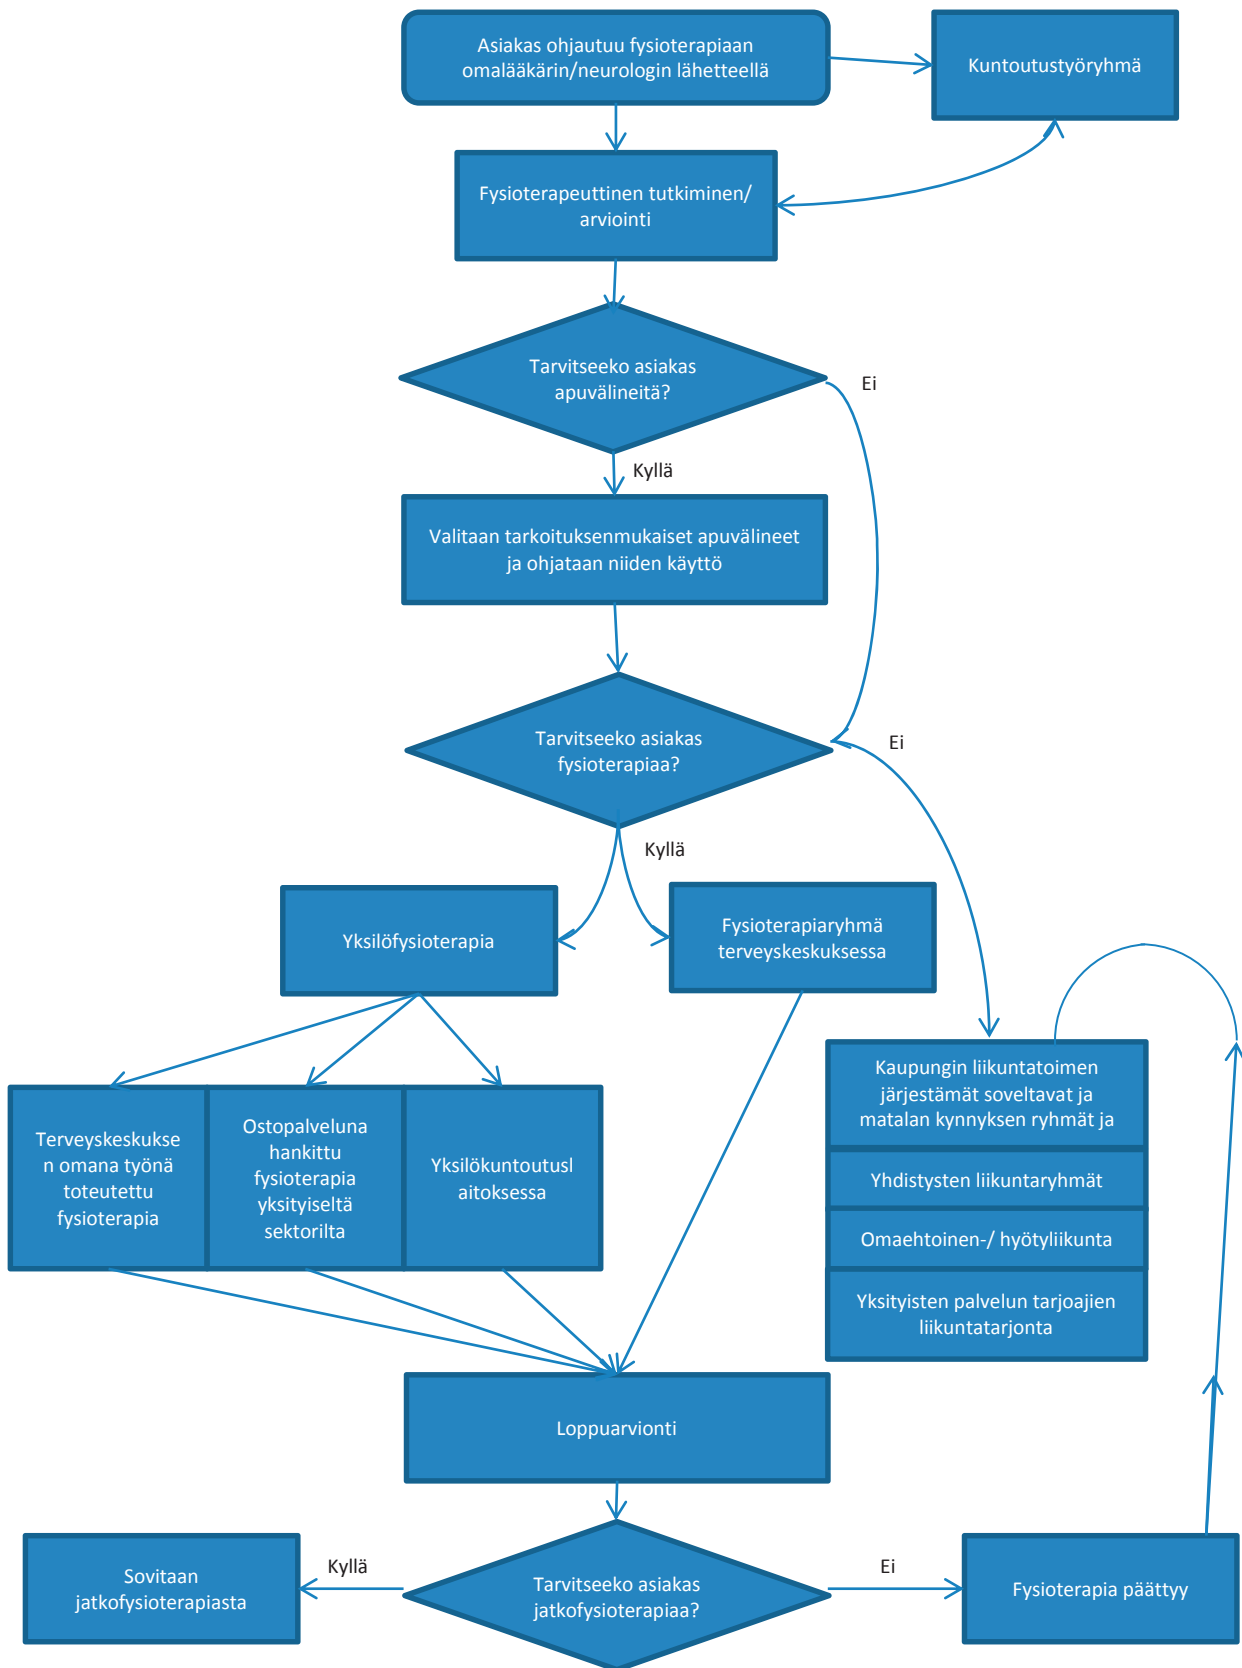 Asiakas ohjautuu fysioterapiaan
omalääkärin/neurologin lähetteellä
Kuntoutustyöryhmä
Fysioterapeuttinen tutkiminen/
arviointi
Tarvitseeko asiakas
apuvälineitä?
Ei
Kyllä
Valitaan tarkoituksenmukaiset apuvälineet
ja ohjataan niiden käyttö
Tarvitseeko asiakas
fysioterapiaa?
Ei
Kyllä
Yksilöfysioterapia
Fysioterapiaryhmä
terveyskeskuksessa
Terveyskeskukse
n omana työnä
toteutettu
fysioterapia
Ostopalveluna
hankittu
fysioterapia
yksityiseltä
sektorilta
Yksilökuntoutusl
aitoksessa
Kaupungin liikuntatoimen
järjestämät soveltavat ja
matalan kynnyksen ryhmät ja
Yhdistysten liikuntaryhmät
Omaehtoinen-/ hyötyliikunta
Yksityisten palvelun tarjoajien
liikuntatarjonta
Loppuarvionti
Tarvitseeko asiakas
jatkofysioterapiaa?
Kyllä
Sovitaan
jatkofysioterapiasta
Ei
Fysioterapia päättyy